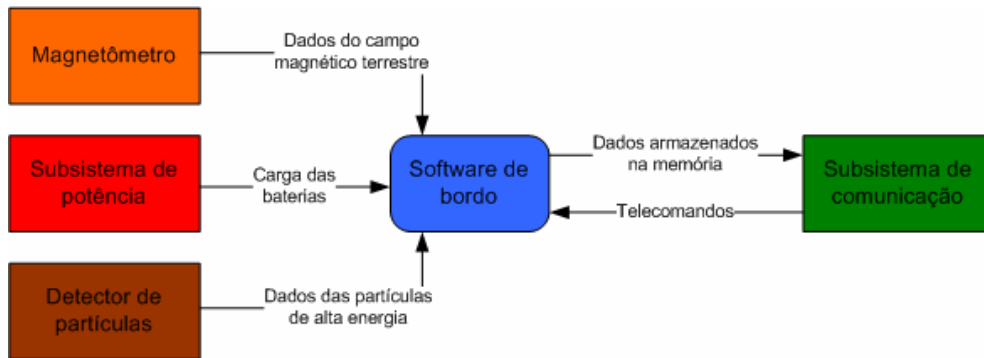 Magnetômetro
Dados do campo
magnético terrestre
Subsistema de
potência
Carga das
baterias
Software de
bordo
Dados armazenados
na memória
Telecomandos
Subsistema de
comunicação
Detector de
partículas
Dados das partículas
de alta energia